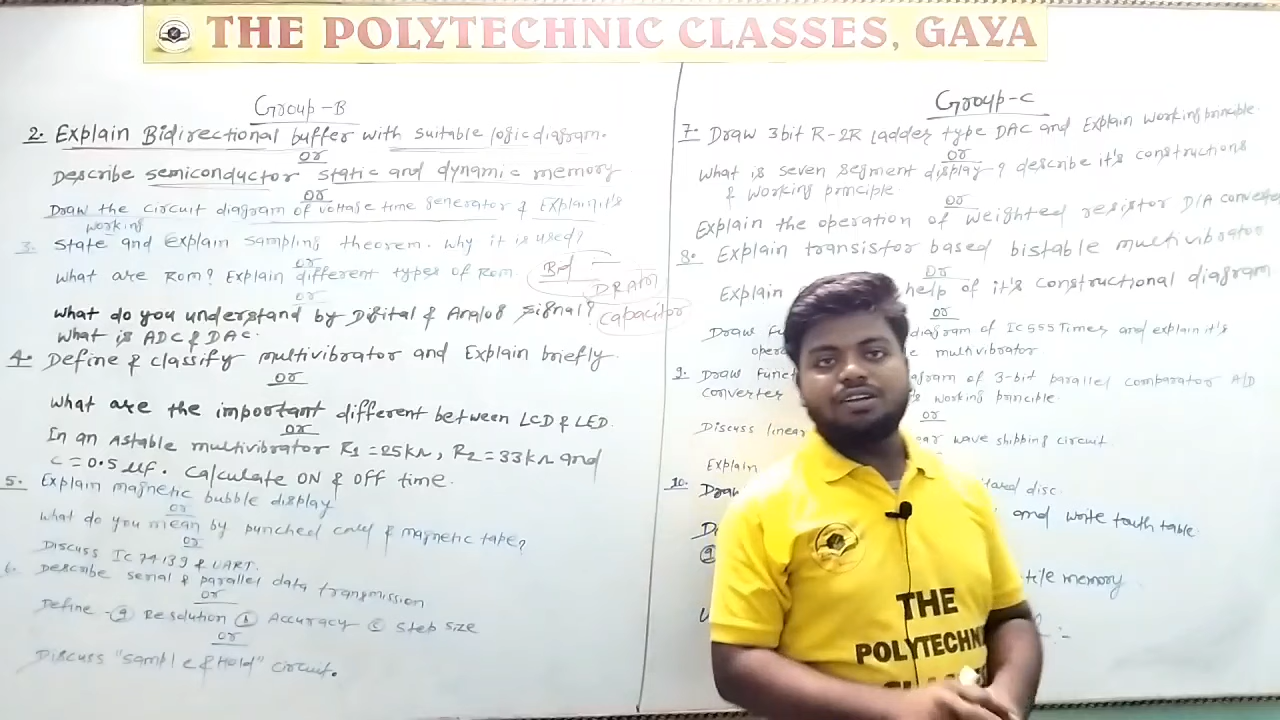 THE POLYTECHNIC CLASSES, GAYA
Group-B
2. Explain Bidirectional buffer with suitable logic diagram.
or
Describe semiconductor static and dynamic memory
or
Draw the circuit diagram of voltage time generator & Explain it's
working
3. State and explain sampling theorem. Why it is used?
or
What are Rom? Explain different types of Rom.
or
What do you understand by Digital & Analog signal?
What is ADC & DAC.
DRAM
Capacitor
4. Define & classify multivibrator and Explain briefly.
or
What are the important different between LCD & LED.
or
In an Astable multivibrator R1 = 25kΩ, R2 = 33kΩ and
C = 0.5 μf. Calculate ON & OFF time.
5. Explain magnetic bubble display
or
What do you mean by punched card & magnetic tape?
or
Discuss IC 74139 & UART.
6. Describe serial & parallel data transmission
or
Define - a Resolution b Accuracy c Step size
or
Discuss "Sample & Hold" circuit.
Group-C
7. Draw 3bit R-2R Ladder type DAC and Explain working principle.
or
What is seven segment display? describe it's constructions
& working principle.
or
Explain the operation of weighted resistor D/A converter
8. Explain transistor based bistable multivibrator
or
Explain help of it's constructional diagram
or
Draw diagram of IC555 Timer and explain it's
multivibrator
9. Draw of 3-bit parallel comparator A/D
converter working principle.
or
Discuss linear wave shipping circuit.
Explain
10. Draw disc.
and write truth table.
memory
THE
POLYTECHNI